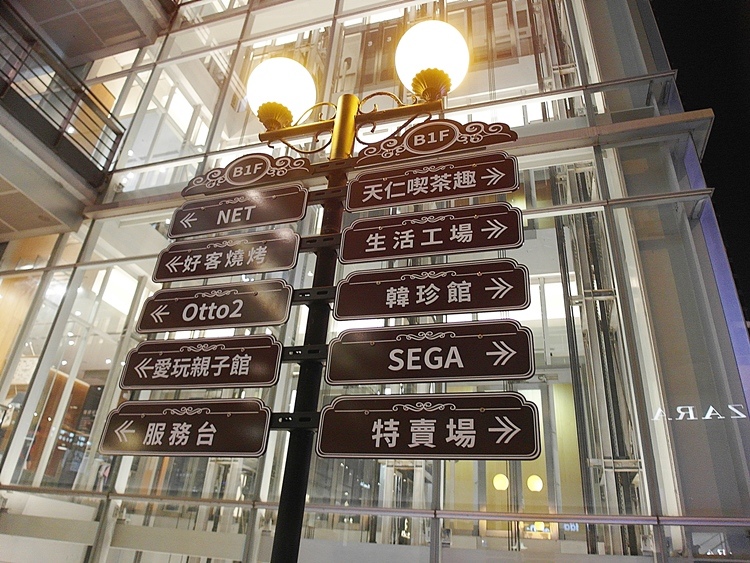 B1F
NET
好客燒烤
Otto2
愛玩親子館
服務台
B1F
天仁喫茶趣
生活工場
韓珍館
SEGA
特賣場
ZARA